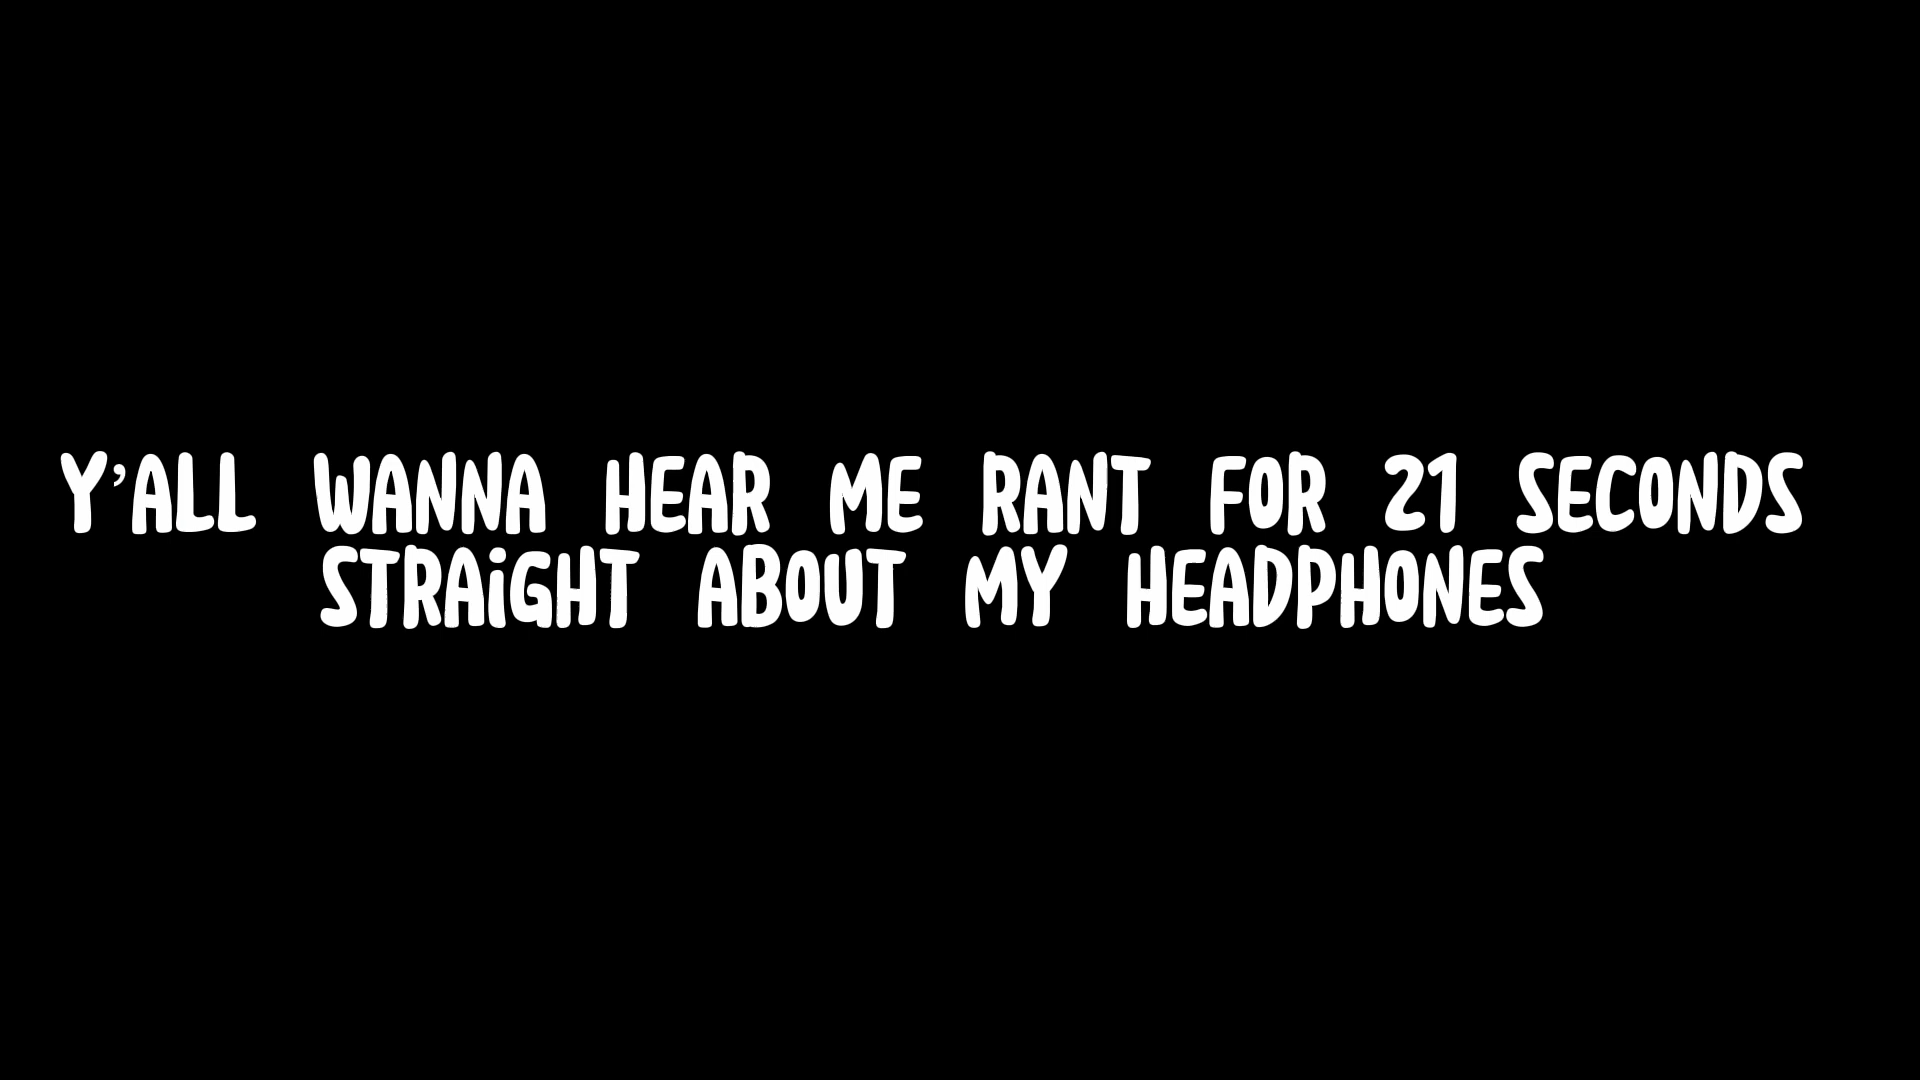 Y'ALL WANNA HEAR ME RANT FOR 21 SECONDS
STRAiGHT ABOUT MY HEADPHONES